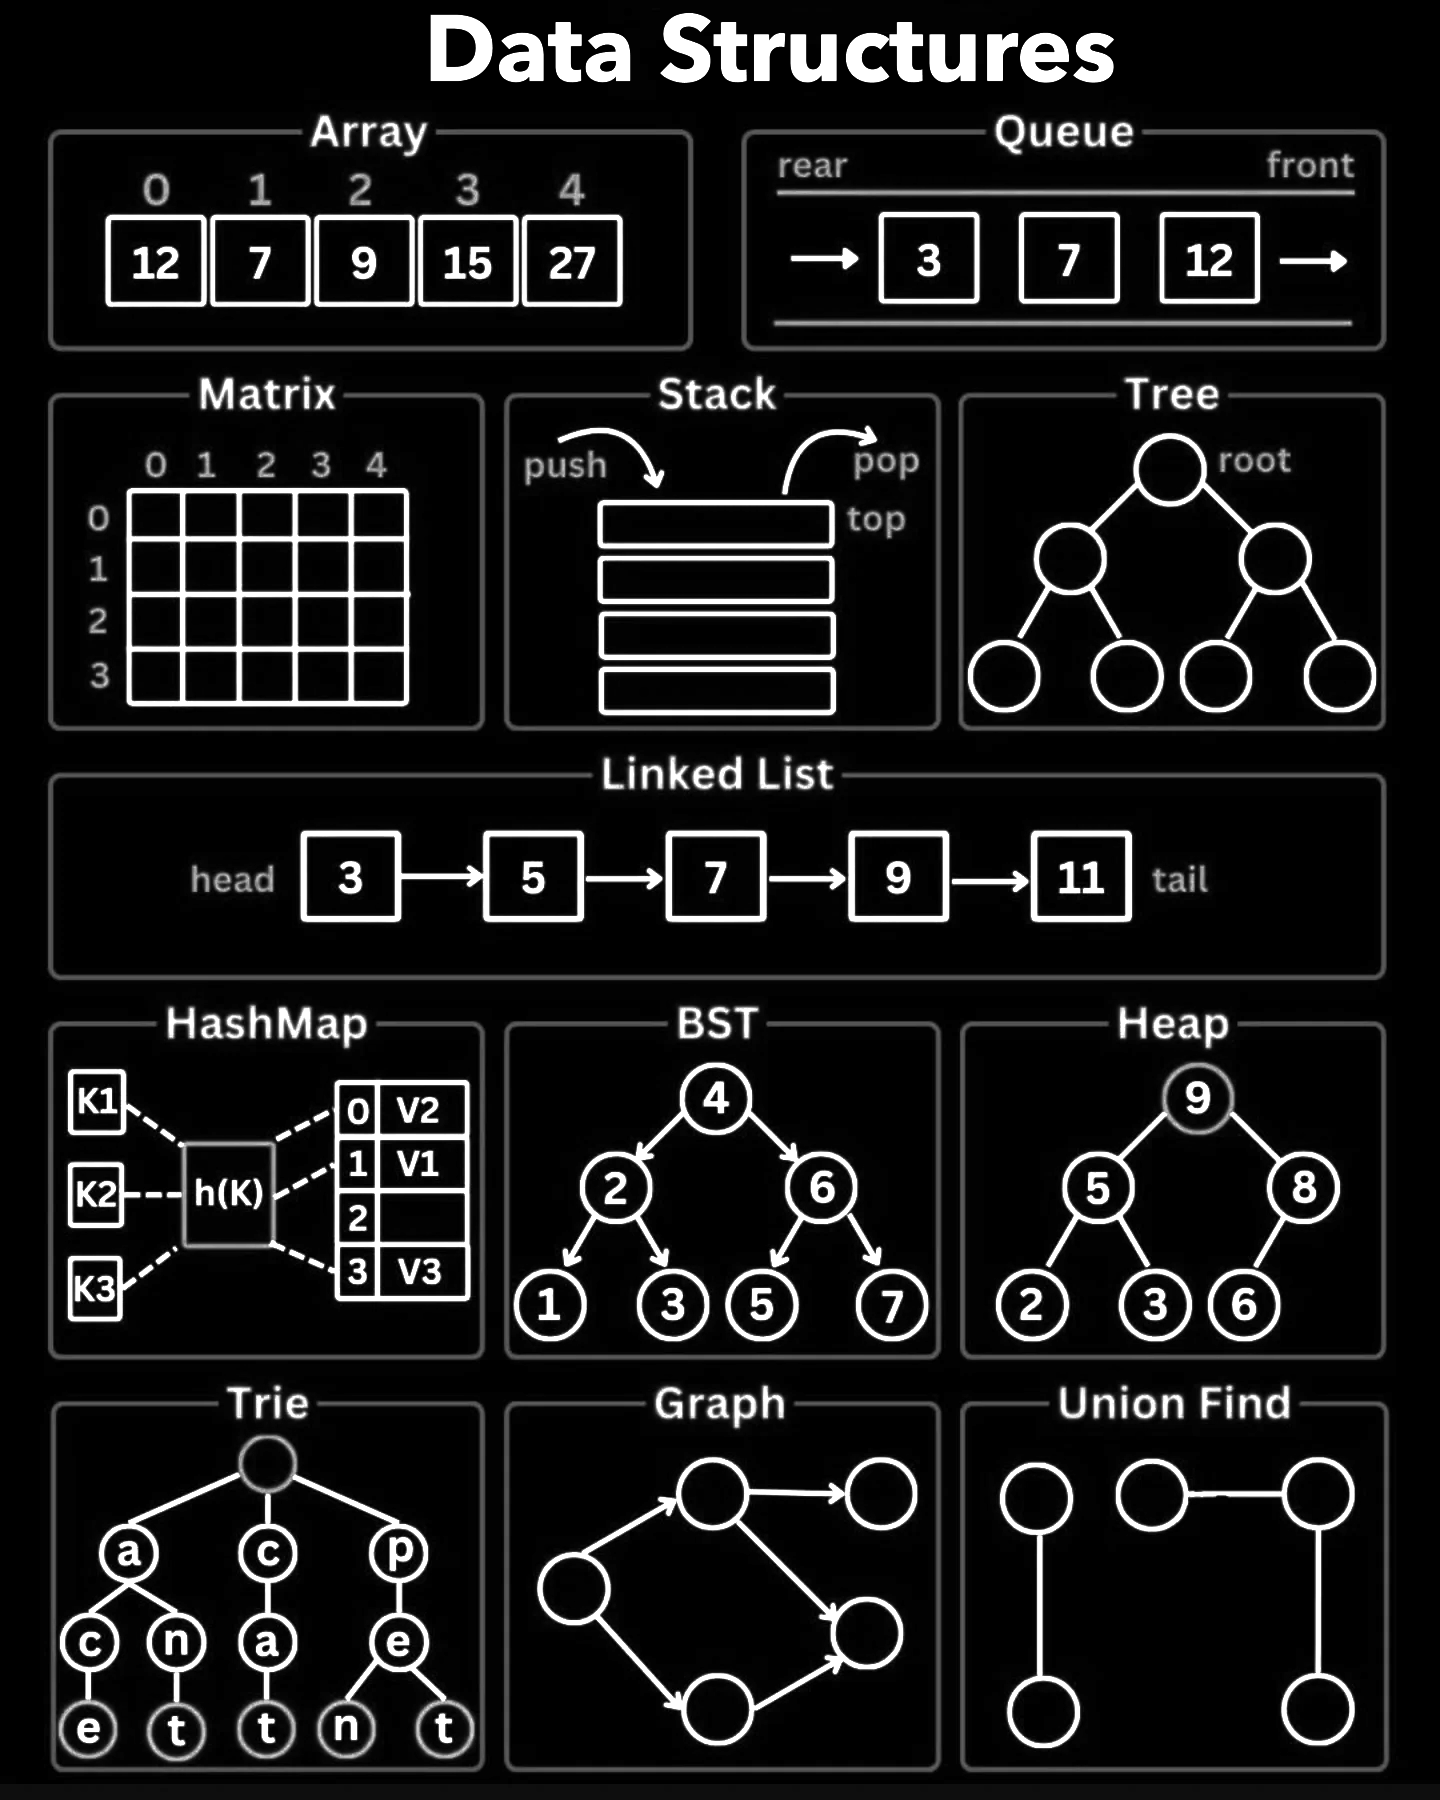 Data Structures
Array
0 1 2 3 4
12 7 9 15 27
Queue
rear front
3 7 12
Matrix
0 1 2 3 4
0
1
2
3
Stack
push pop
top
Tree
root
Linked List
head 3 5 7 9 11 tail
HashMap
K1
K2
K3
h(K)
0 V2
1 V1
2
3 V3
BST
4
2 6
1 3 5 7
Heap
9
5 8
2 3 6
Trie
a c p
c n a e
e t t n t
Graph
Union Find